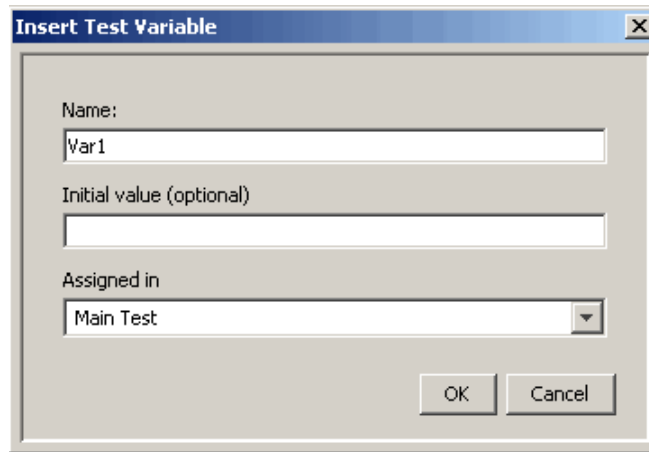 Insert Test Variable
Name:
Var1
Initial value (optional)
Assigned in
Main Test
OK Cancel